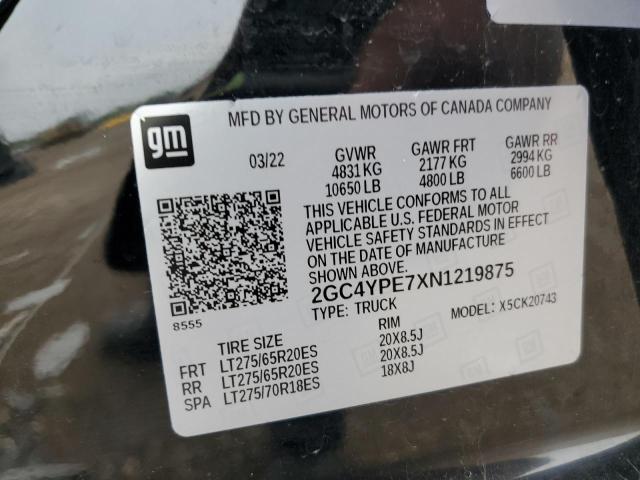 MFD BY GENERAL MOTORS OF CANADA COMPANY
gm
03/22 GVWR GAWR FRT GAWR RR
4831 KG 2177 KG 2994 KG
10650 LB 4800 LB 6600 LB
THIS VEHICLE CONFORMS TO ALL
APPLICABLE U.S. FEDERAL MOTOR
VEHICLE SAFETY STANDARDS IN EFFECT
ON THE DATE OF MANUFACTURE
SHOWN ABOVE.
2GC4YPE7XN1219875
8555 TYPE: TRUCK MODEL: X5CK20743
TIRE SIZE RIM
FRT LT275/65R20ES 20X8.5J
RR LT275/65R20ES 20X8.5J
SPA LT275/70R18ES 18X8J